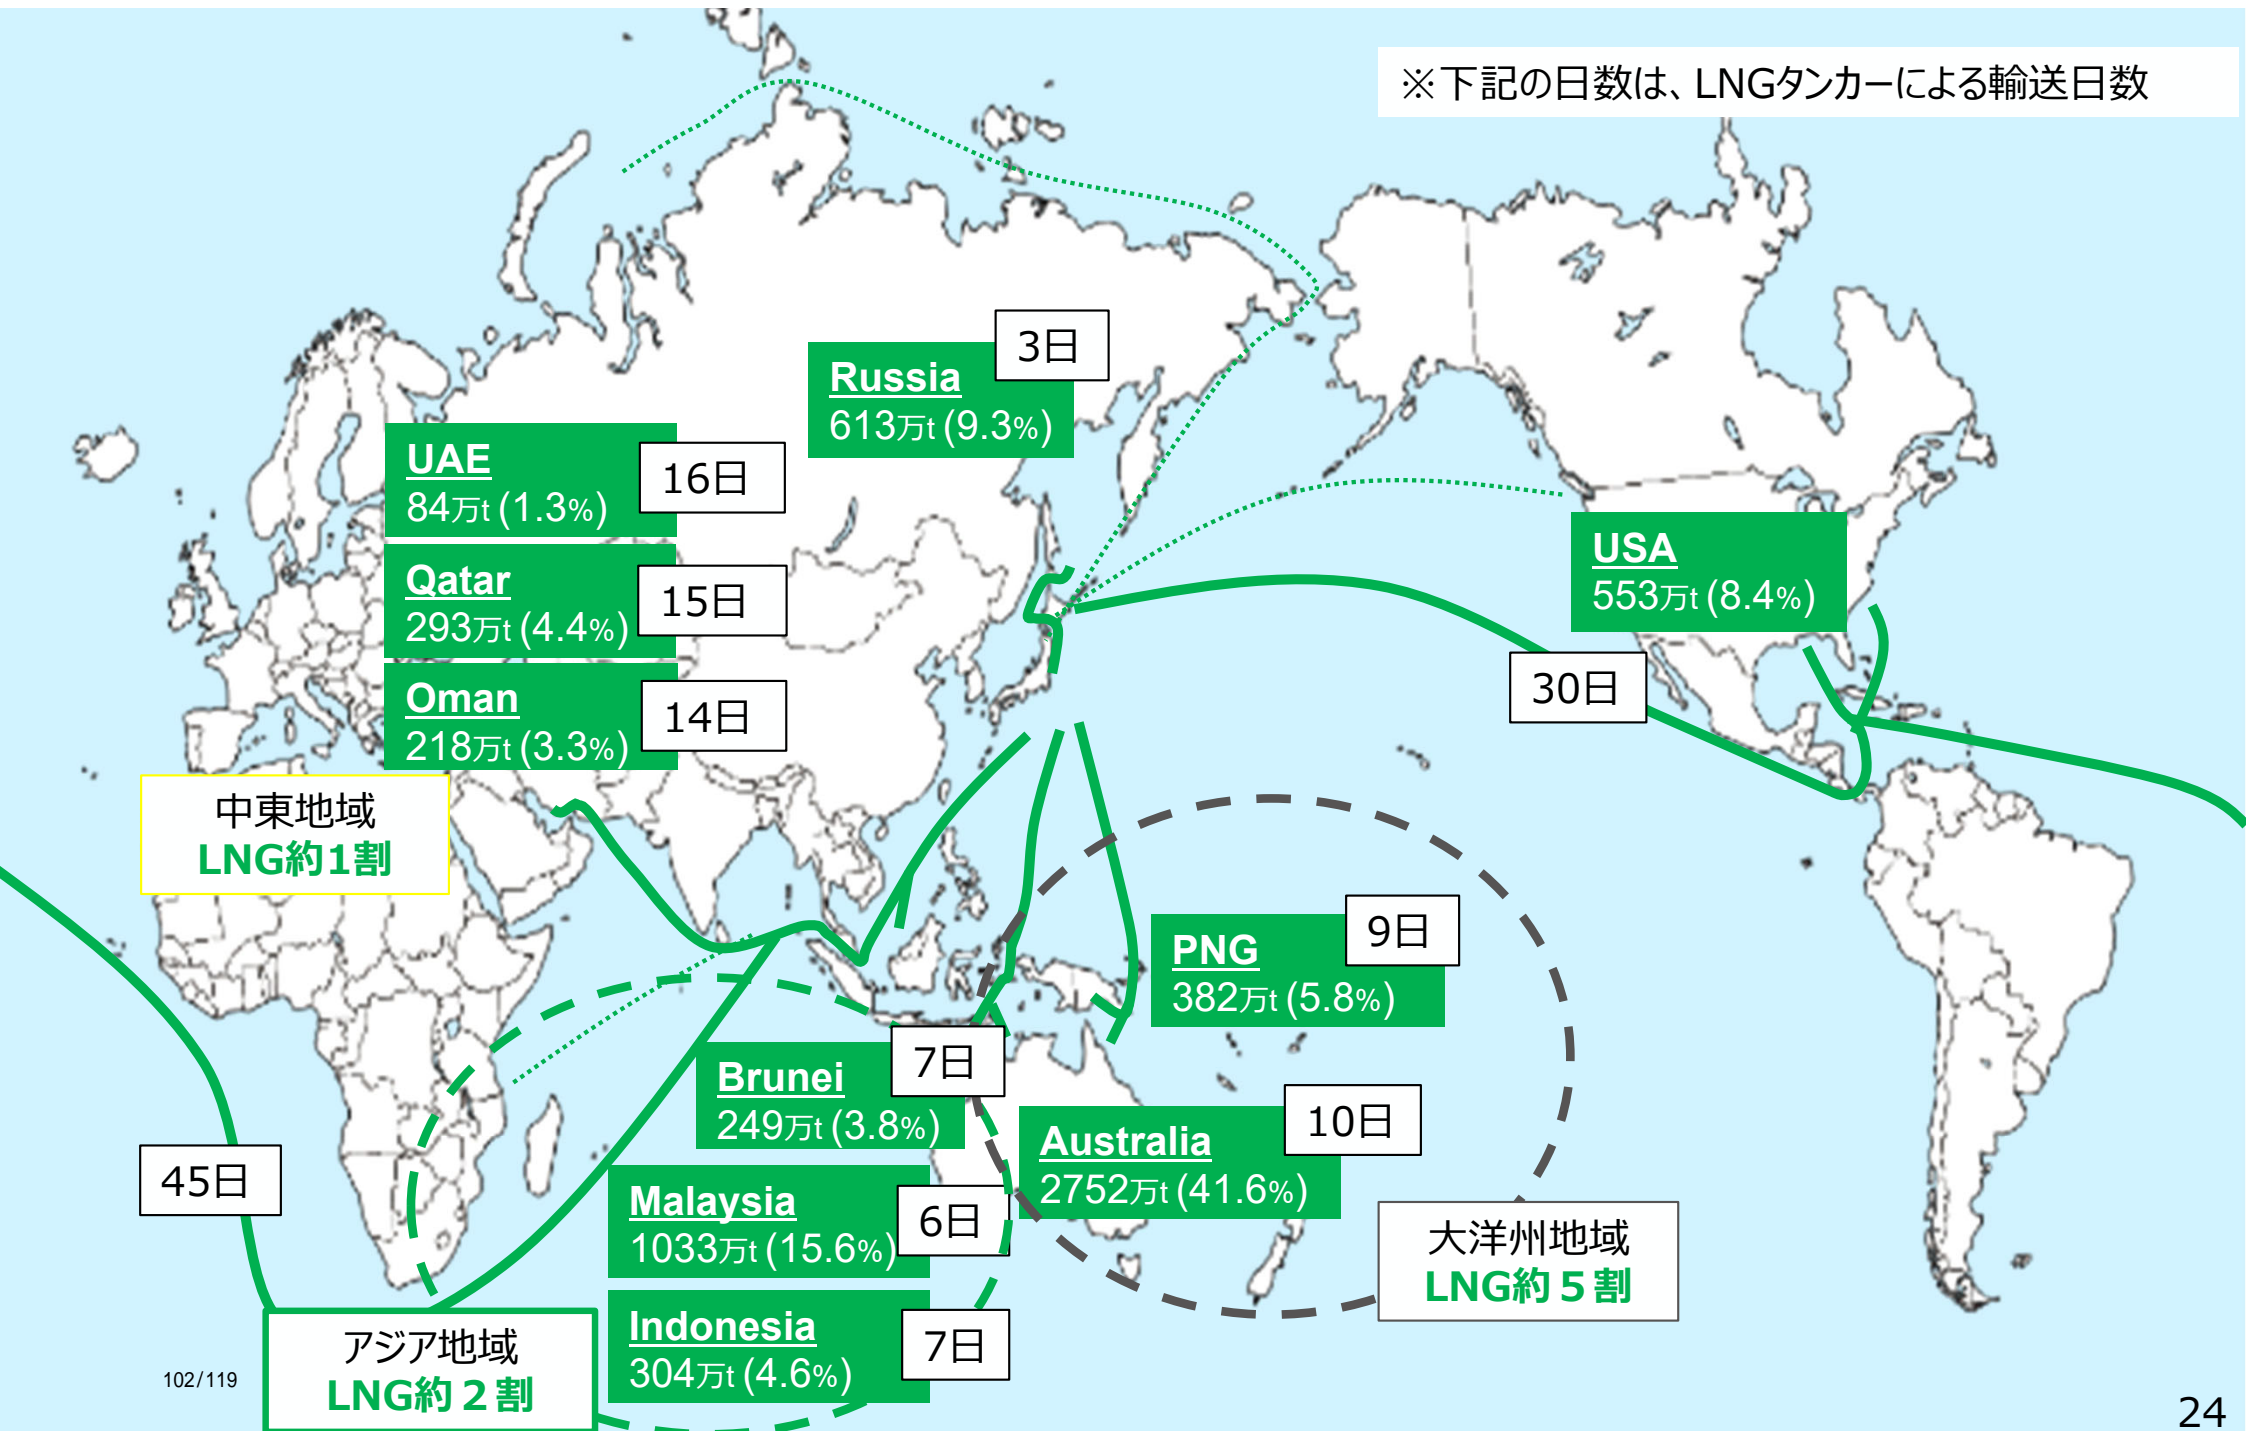 ※下記の日数は、LNGタンカーによる輸送日数
3日
Russia
613万t (9.3%)
UAE
84万t (1.3%)
16日
Qatar
293万t (4.4%)
15日
Oman
218万t (3.3%)
14日
USA
553万t (8.4%)
30日
中東地域
LNG約1割
PNG
382万t (5.8%)
9日
Brunei
249万t (3.8%)
7日
Australia
2752万t (41.6%)
10日
45日
Malaysia
1033万t (15.6%)
6日
大洋州地域
LNG約5割
Indonesia
304万t (4.6%)
7日
アジア地域
LNG約2割
102/119
24